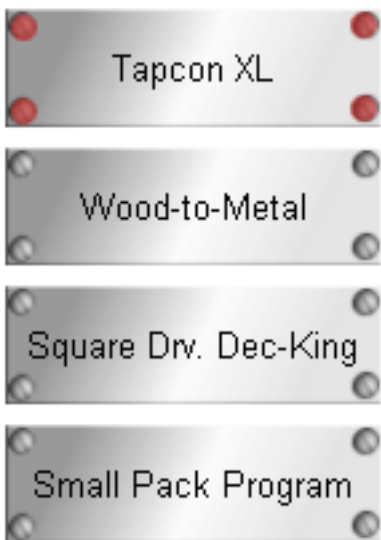 Tapcon XL
Wood-to-Metal
Square Drv. Dec-King
Small Pack Program